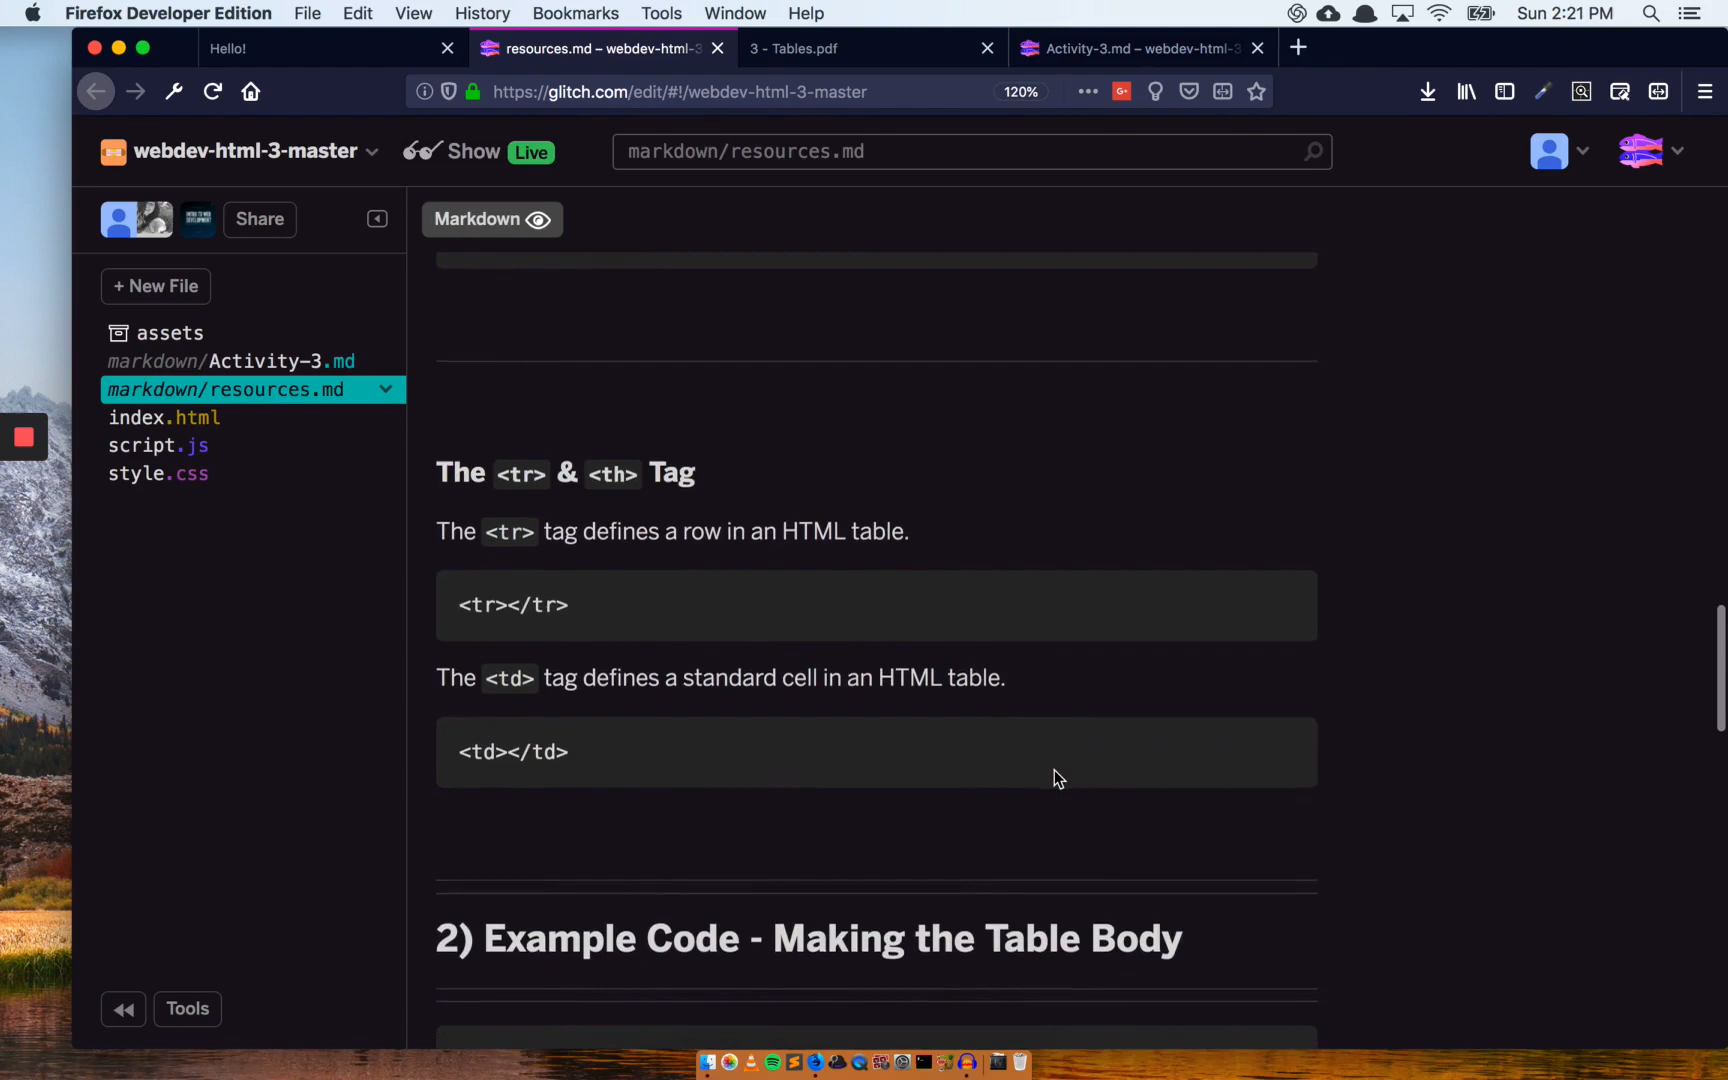 Firefox Developer Edition File Edit View History Bookmarks Tools Window Help Sun 2:21 PM
Hello! resources.md – webdev-html-3 3 - Tables.pdf Activity-3.md – webdev-html-3
https://glitch.com/edit/#!/webdev-html-3-master 120% G+
webdev-html-3-master Show Live markdown/resources.md
Share Markdown
+ New File
assets
markdown/Activity-3.md
markdown/resources.md
index.html
script.js
style.css
The <tr> & <th> Tag
The <tr> tag defines a row in an HTML table.
<tr></tr>
The <td> tag defines a standard cell in an HTML table.
<td></td>
2) Example Code - Making the Table Body
Tools